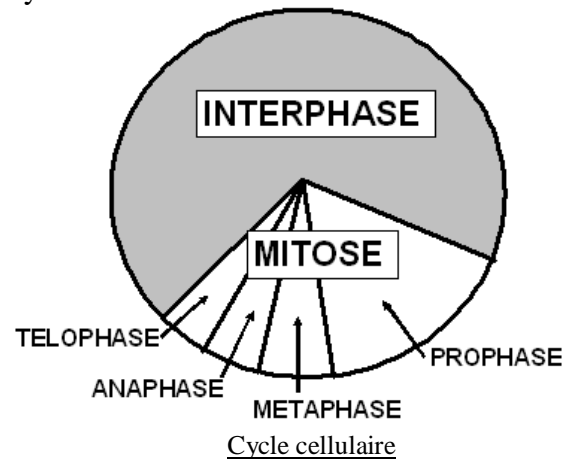 INTERPHASE
MITOSE
TELOPHASE
PROPHASE
ANAPHASE
METAPHASE
Cycle cellulaire